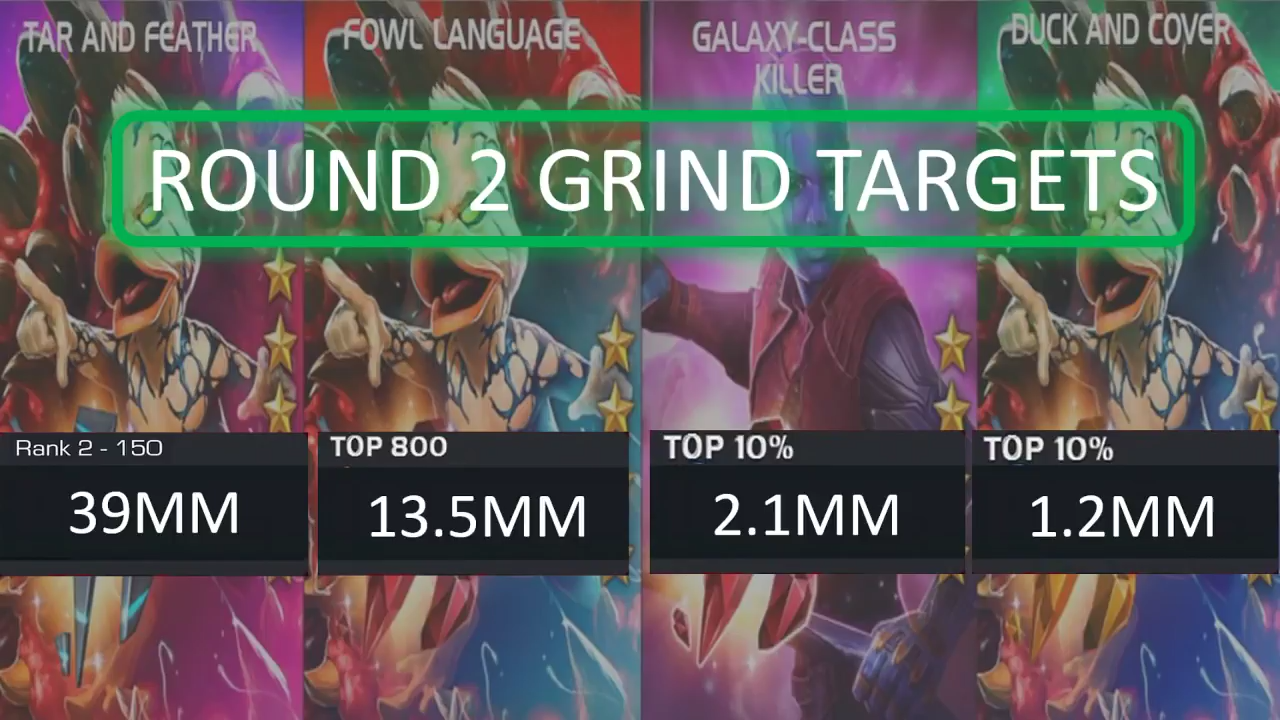 TAR AND FEATHER
FOWL LANGUAGE
GALAXY-CLASS
KILLER
DUCK AND COVER
ROUND 2 GRIND TARGETS
Rank 2 - 150
39MM
TOP 800
13.5MM
TOP 10%
2.1MM
TOP 10%
1.2MM